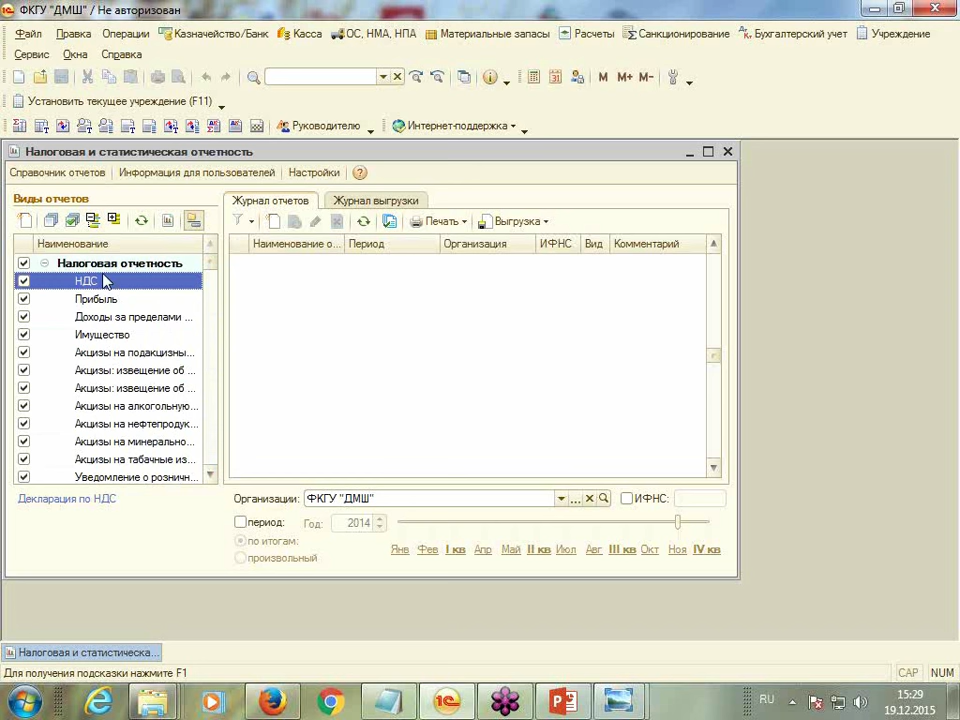 ФКГУ "ДМШ" / Не авторизован
Файл Правка Операции Казначейство/Банк Касса ОС, НМА, НПА Материальные запасы Расчеты Санкционирование Бухгалтерский учет Учреждение
Сервис Окна Справка
M M+ M-
Установить текущее учреждение (F11)
Руководителю Интернет-поддержка
Налоговая и статистическая отчетность
Справочник отчетов Информация для пользователей Настройки
Виды отчетов
Журнал отчетов Журнал выгрузки
Печать Выгрузка
Наименование
Наименование о... Период Организация ИФНС Вид Комментарий
Налоговая отчетность
НДС
Прибыль
Доходы за пределами ...
Имущество
Акцизы на подакцизны...
Акцизы: извещение об ...
Акцизы: извещение об ...
Акцизы на алкогольную...
Акцизы на нефтепродук...
Акцизы на минерально...
Акцизы на табачные из...
Уведомление о розничн...
Декларация по НДС
Организации: ФКГУ "ДМШ" ... ИФНС:
период: Год: 2014
по итогам:
произвольный
Янв Фев I кв Апр Май II кв Июл Авг III кв Окт Ноя IV кв
Налоговая и статистическа...
Для получения подсказки нажмите F1
CAP NUM
RU
15:29
19.12.2015